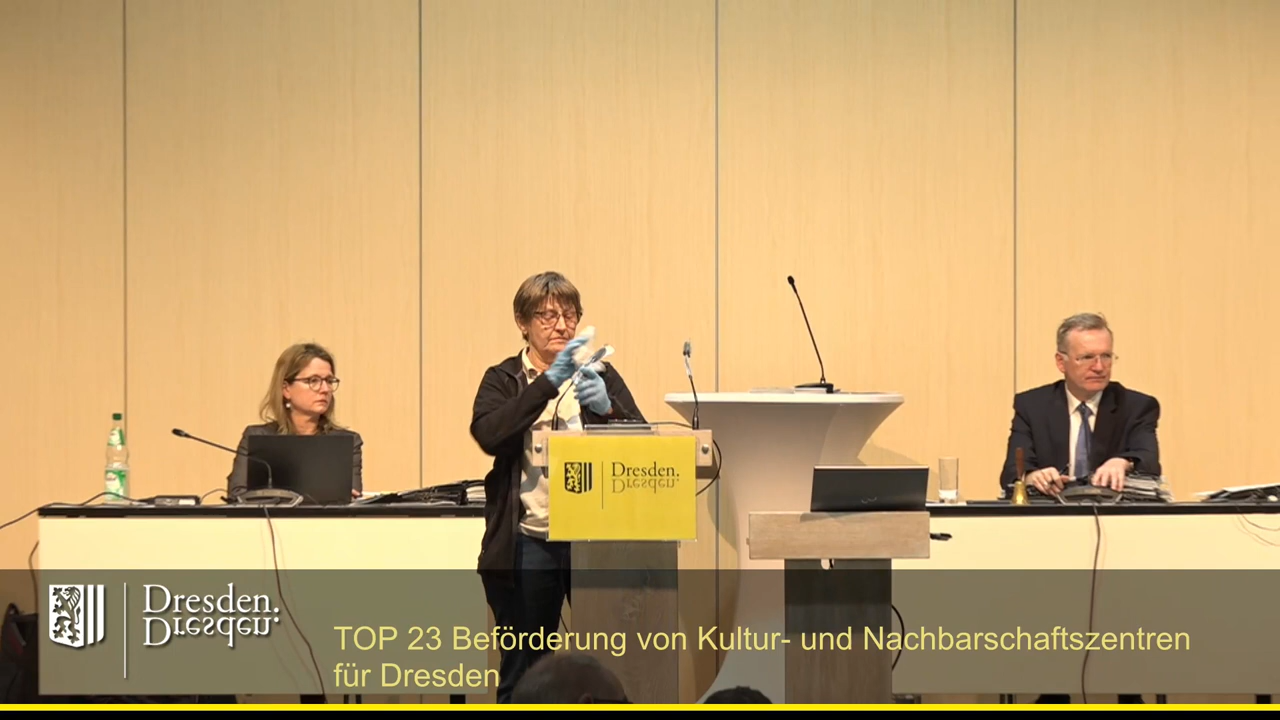 Dresden.
Dresden.
Dresden.
Dresden.
TOP 23 Beförderung von Kultur- und Nachbarschaftszentren
für Dresden